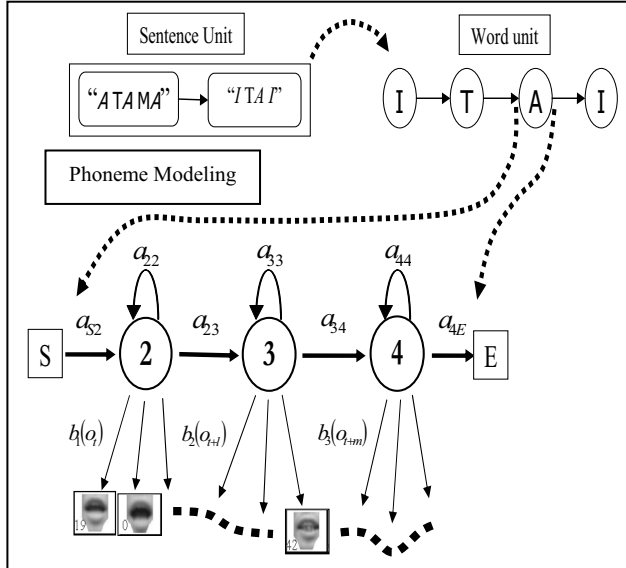 Sentence Unit
Word unit
“ATAMA” “ITAI”
I T A I
Phoneme Modeling
a22 a33 a44
aS2 a23 a34 a4E
S 2 3 4 E
b1(ot) b2(ot+l) b3(ot+m)
19 0
42